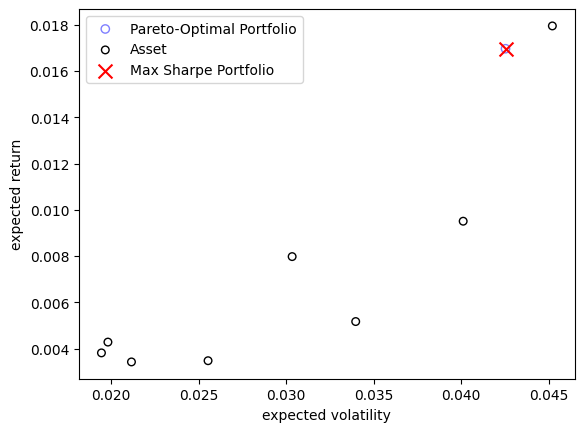 Pareto-Optimal Portfolio
Asset
Max Sharpe Portfolio
expected return
0.018
0.016
0.014
0.012
0.010
0.008
0.006
0.004
0.020 0.025 0.030 0.035 0.040 0.045
expected volatility